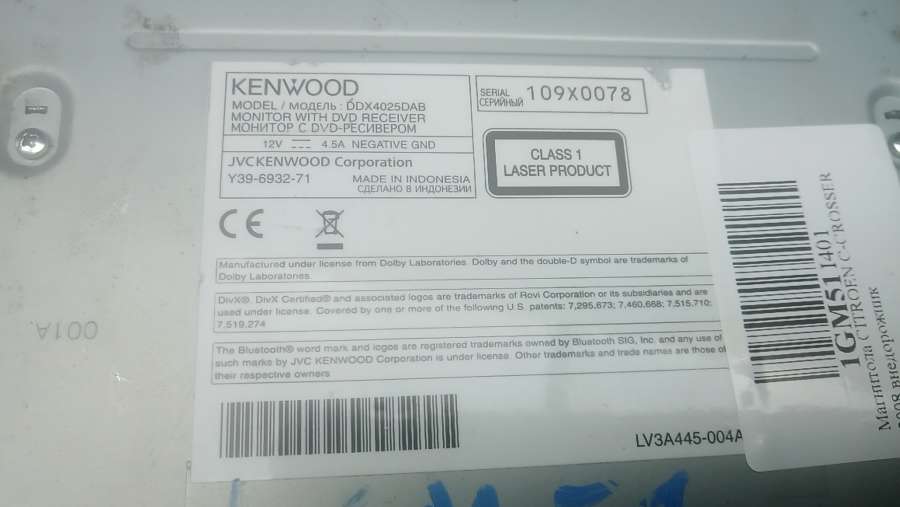 KENWOOD
MODEL / МОДЕЛЬ : DDX4025DAB
MONITOR WITH DVD RECEIVER
МОНИТОР С DVD-РЕСИВЕРОМ
12V 4.5A NEGATIVE GND
JVCKENWOOD Corporation
Y39-6932-71 MADE IN INDONESIA
СДЕЛАНО В ИНДОНЕЗИИ
SERIAL
СЕРИЙНЫЙ 109X0078
CLASS 1
LASER PRODUCT
CE
Manufactured under license from Dolby Laboratories. Dolby and the double-D symbol are trademarks of
Dolby Laboratories
DivX®, DivX Certified® and associated logos are trademarks of Rovi Corporation or its subsidiaries and are
used under license. Covered by one or more of the following U.S. patents: 7,295,673; 7,460,668; 7,515,710;
7,519,274
The Bluetooth® word mark and logos are registered trademarks owned by Bluetooth SIG, Inc. and any use of
such marks by JVC KENWOOD Corporation is under license. Other trademarks and trade names are those of
their respective owners
LV3A445-004A
001A.
1GM51I401
Магнитола CITROEN C-CROSSER
2008 внедорожник